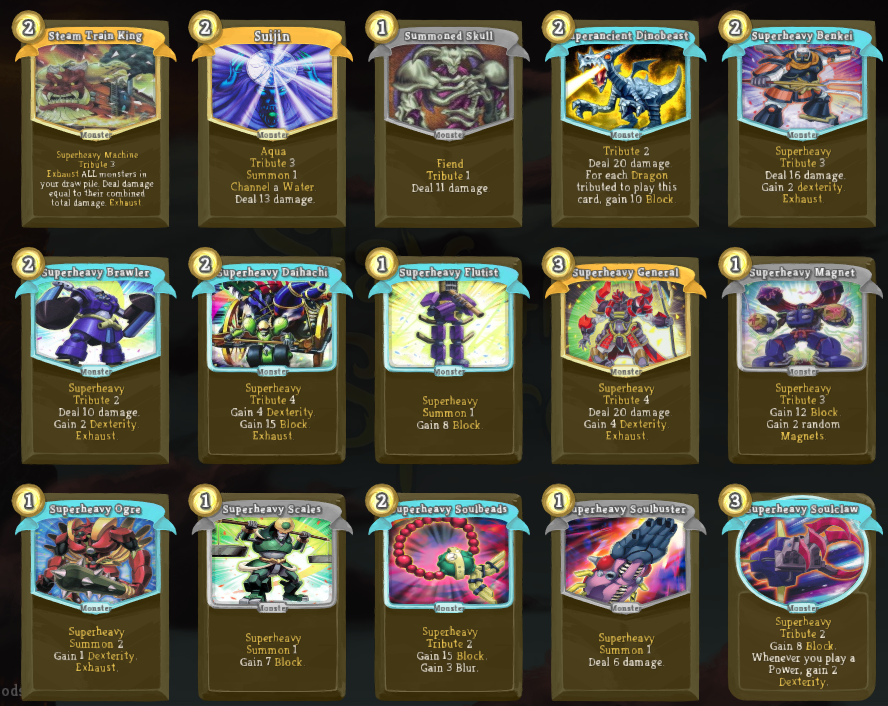 2
Steam Train King
Monster
Superheavy Machine
Tribute 3
Exhaust ALL monsters in
your draw pile. Deal damage
equal to their combined
total damage. Exhaust.
2
Suijin
Monster
Aqua
Tribute 3
Summon 1
Channel a Water
Deal 13 damage.
1
Summoned Skull
Monster
Fiend
Tribute 1
Deal 11 damage
2
uperancient Dinobeast
Monster
Tribute 2
Deal 20 damage
For each Dragon
tributed to play this
card, gain 10 Block.
2
Superheavy Benkei
Monster
Superheavy
Tribute 3
Deal 16 damage.
Gain 2 dexterity
Exhaust.
2
Superheavy Brawler
Monster
Superheavy
Tribute 2
Deal 10 damage.
Gain 2 Dexterity.
Exhaust.
2
Superheavy Daihachi
Monster
Superheavy
Tribute 4
Gain 4 Dexterity.
Gain 15 Block
Exhaust.
1
Superheavy Flutist
Monster
Superheavy
Summon 1
Gain 8 Block.
3
Superheavy General
Monster
Superheavy
Tribute 4
Deal 20 damage
Gain 4 Dexterity.
Exhaust.
1
Superheavy Magnet
Monster
Superheavy
Tribute 3
Gain 12 Block.
Gain 2 random
Magnets.
1
Superheavy Ogre
Monster
Superheavy
Summon 2
Gain 1 Dexterity.
Exhaust.
1
Superheavy Scales
Monster
Superheavy
Summon 1
Gain 7 Block
2
uperheavy Soulbeads
Monster
Superheavy
Tribute 2
Gain 15 Block.
Gain 3 Blur.
1
uperheavy Soulbuster
Monster
Superheavy
Summon 1
Deal 6 damage.
3
Superheavy Soulclaw
Monster
Superheavy
Tribute 2
Gain 8 Block.
Whenever you play a
Power, gain 2
Dexterity.
ods